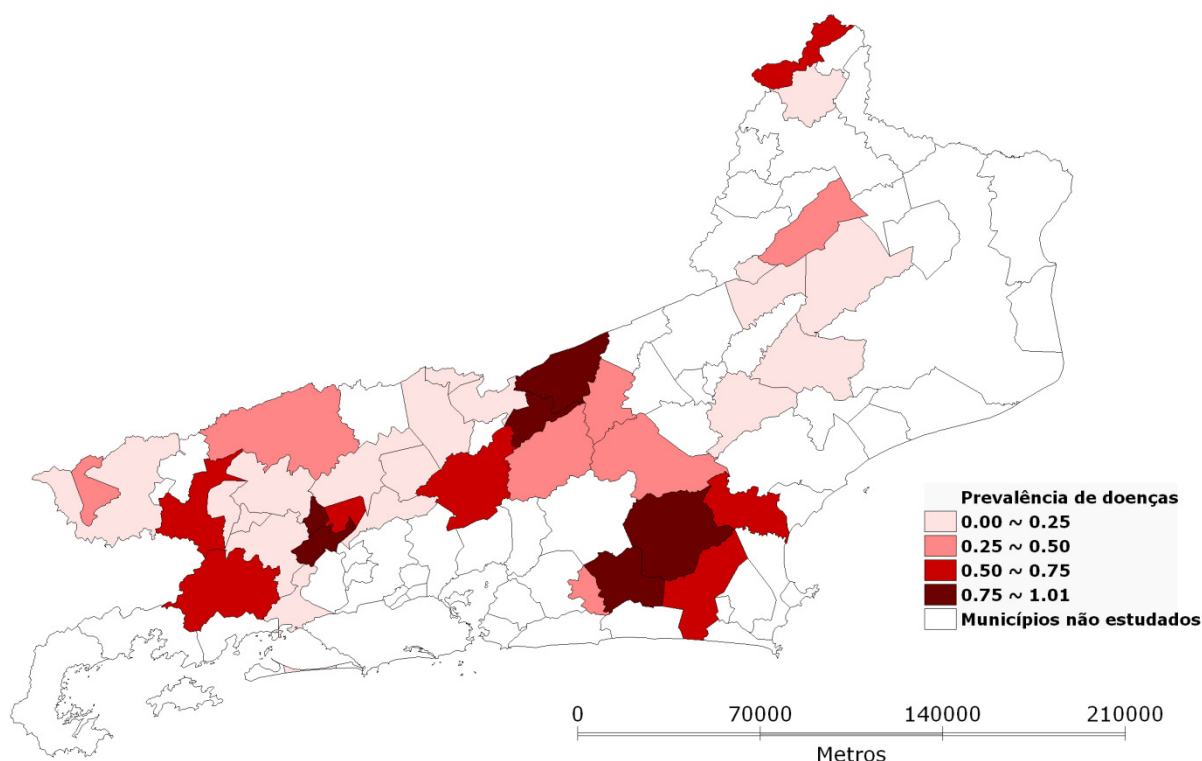 Prevalência de doenças
0.00 ~ 0.25
0.25 ~ 0.50
0.50 ~ 0.75
0.75 ~ 1.01
Municípios não estudados
0 70000 140000 210000
Metros